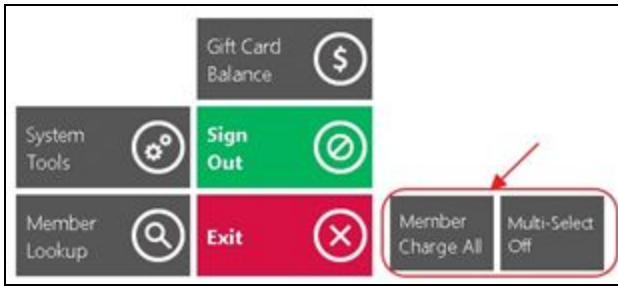 Gift Card
Balance
$
System
Tools
Sign
Out
Member
Lookup
Exit
Member
Charge All
Multi-Select
Off